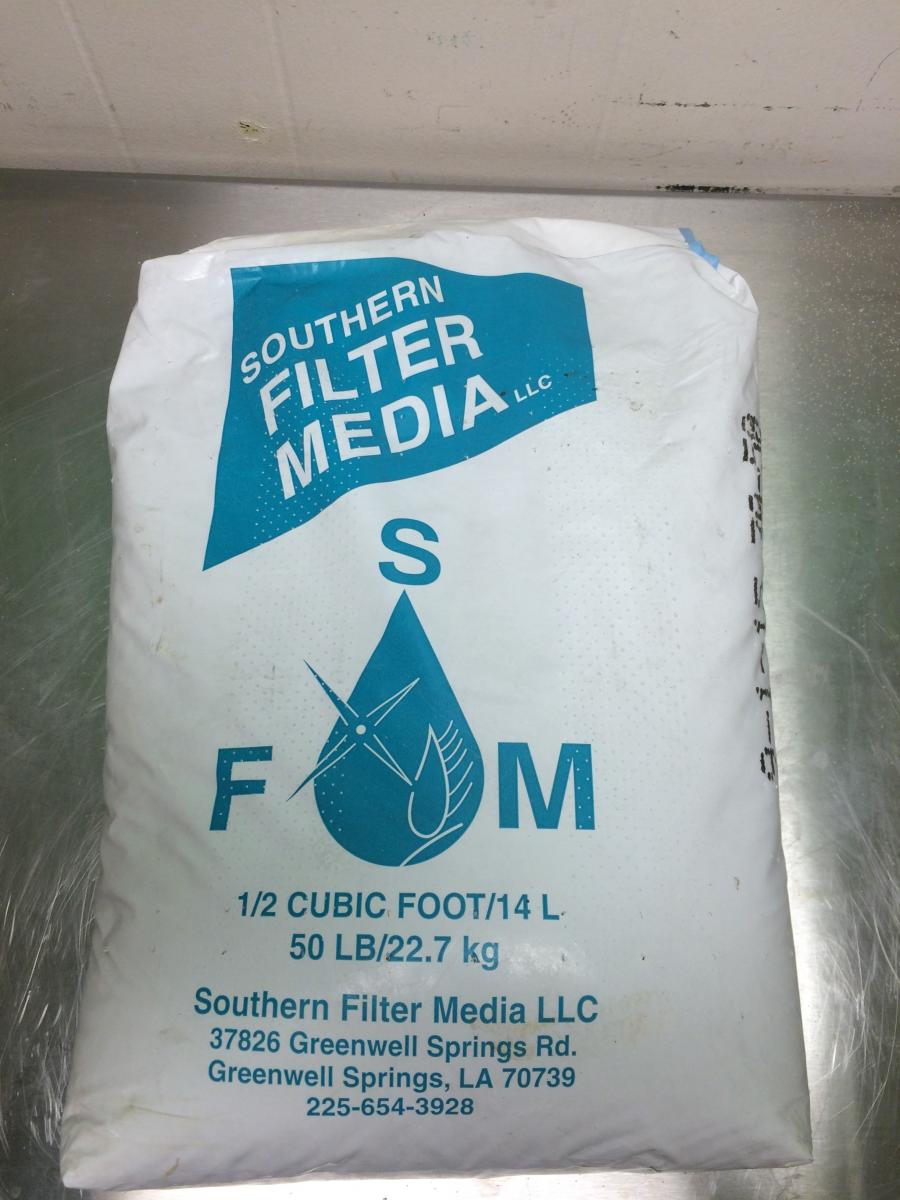 SOUTHERN
FILTER
MEDIA LLC
S
F M
1/2 CUBIC FOOT/14 L
50 LB/22.7 kg
Southern Filter Media LLC
37826 Greenwell Springs Rd.
Greenwell Springs, LA 70739
225-654-3928